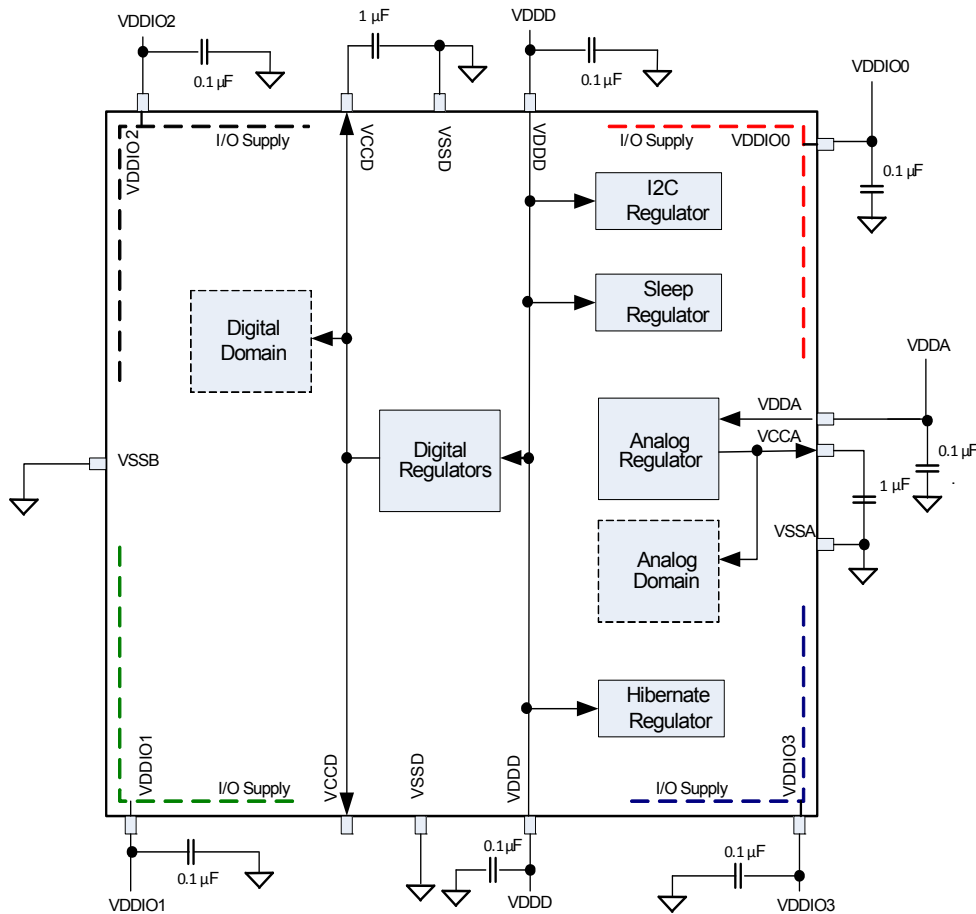 VDDIO2
1 µF
VDDD
0.1 µF
0.1 µF
VDDIO0
0.1 µF
VDDIO2
I/O Supply
VCCD
VSSD
VDDD
I/O Supply
VDDIO0
I2C
Regulator
Sleep
Regulator
Digital
Domain
VDDA
VDDA
Digital
Regulators
Analog
Regulator
VCCA
VSSB
0.1 µF
1 µF
.
VSSA
Analog
Domain
Hibernate
Regulator
VDDIO1
I/O Supply
VCCD
VSSD
VDDD
I/O Supply
VDDIO3
0.1 µF
0.1 µF
0.1 µF
VDDIO1
VDDD
VDDIO3